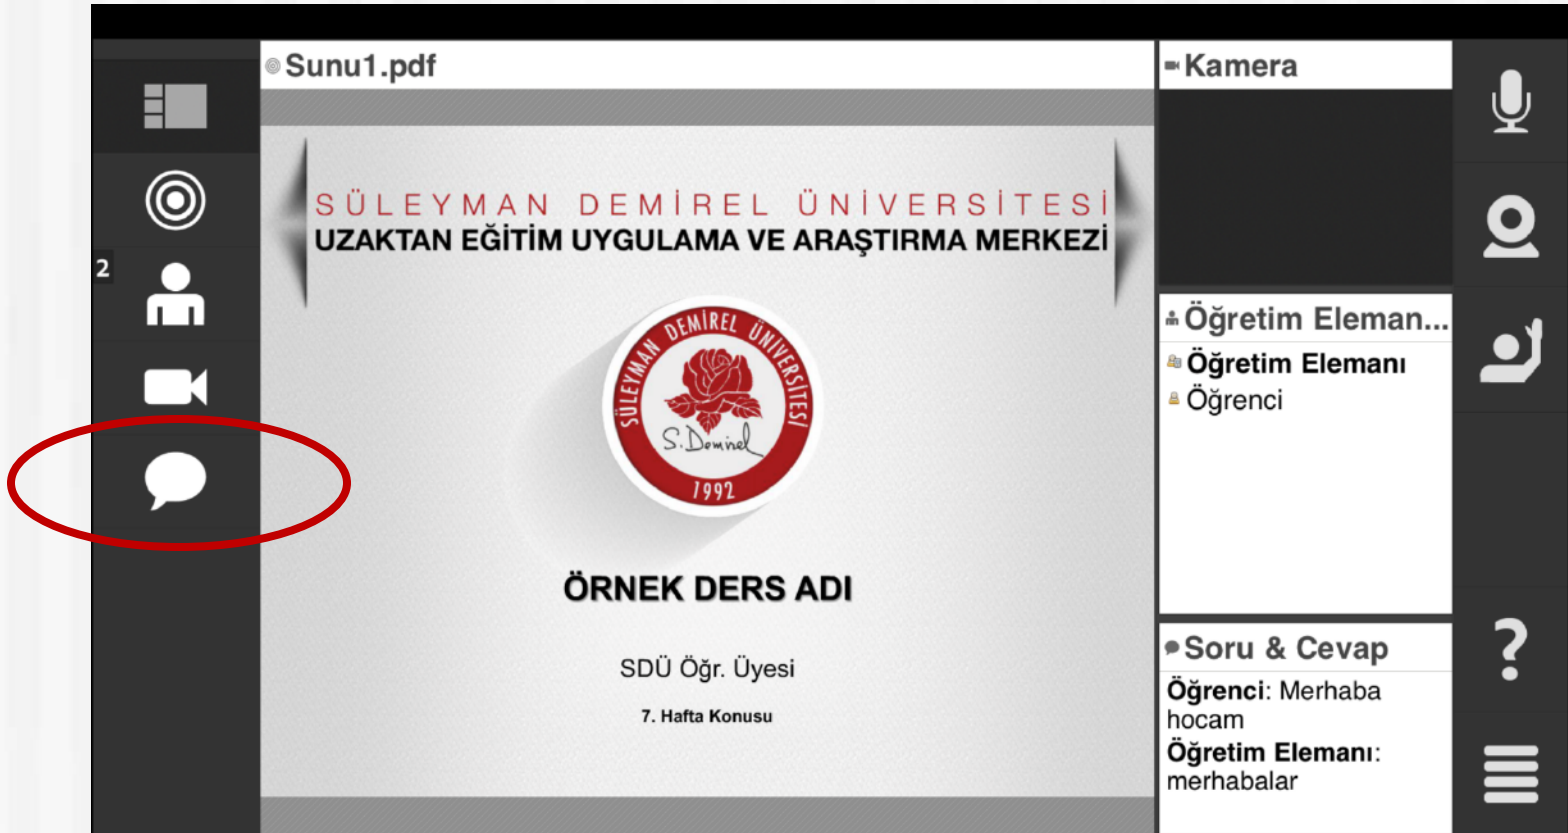 Sunu1.pdf
SÜLEYMAN DEMİREL ÜNİVERSİTESİ
UZAKTAN EĞİTİM UYGULAMA VE ARAŞTIRMA MERKEZİ
SÜLEYMAN DEMİREL ÜNİVERSİTESİ
S. Demirel
1992
ÖRNEK DERS ADI
SDÜ Öğr. Üyesi
7. Hafta Konusu
2
Kamera
Öğretim Eleman...
Öğretim Elemanı
Öğrenci
Soru & Cevap
Öğrenci: Merhaba
hocam
Öğretim Elemanı:
merhabalar
?